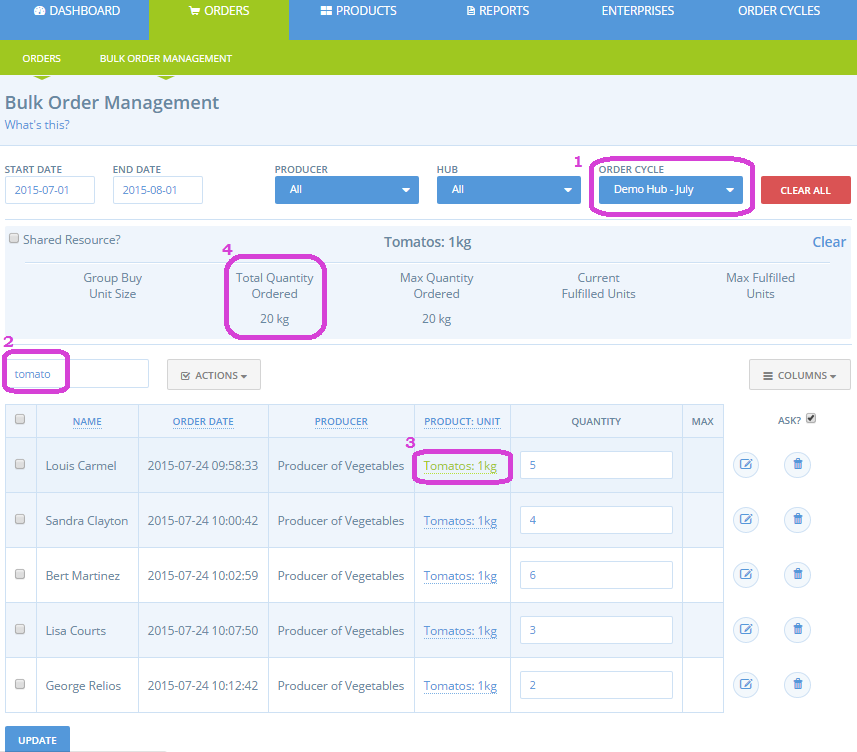 DASHBOARD ORDERS PRODUCTS REPORTS ENTERPRISES ORDER CYCLES
ORDERS BULK ORDER MANAGEMENT
Bulk Order Management
What's this?
1
START DATE END DATE PRODUCER HUB ORDER CYCLE
2015-07-01 2015-08-01 All All Demo Hub - July CLEAR ALL
Shared Resource? Tomatos: 1kg Clear
4
Group Buy Total Quantity Max Quantity Current Max Fulfilled
Unit Size Ordered Ordered Fulfilled Units Units
20 kg 20 kg
2
tomato ACTIONS COLUMNS
NAME ORDER DATE PRODUCER PRODUCT: UNIT QUANTITY MAX ASK?
3
Louis Carmel 2015-07-24 09:58:33 Producer of Vegetables Tomatos: 1kg 5
Sandra Clayton 2015-07-24 10:00:42 Producer of Vegetables Tomatos: 1kg 4
Bert Martinez 2015-07-24 10:02:59 Producer of Vegetables Tomatos: 1kg 6
Lisa Courts 2015-07-24 10:07:50 Producer of Vegetables Tomatos: 1kg 3
George Relios 2015-07-24 10:12:42 Producer of Vegetables Tomatos: 1kg 2
UPDATE